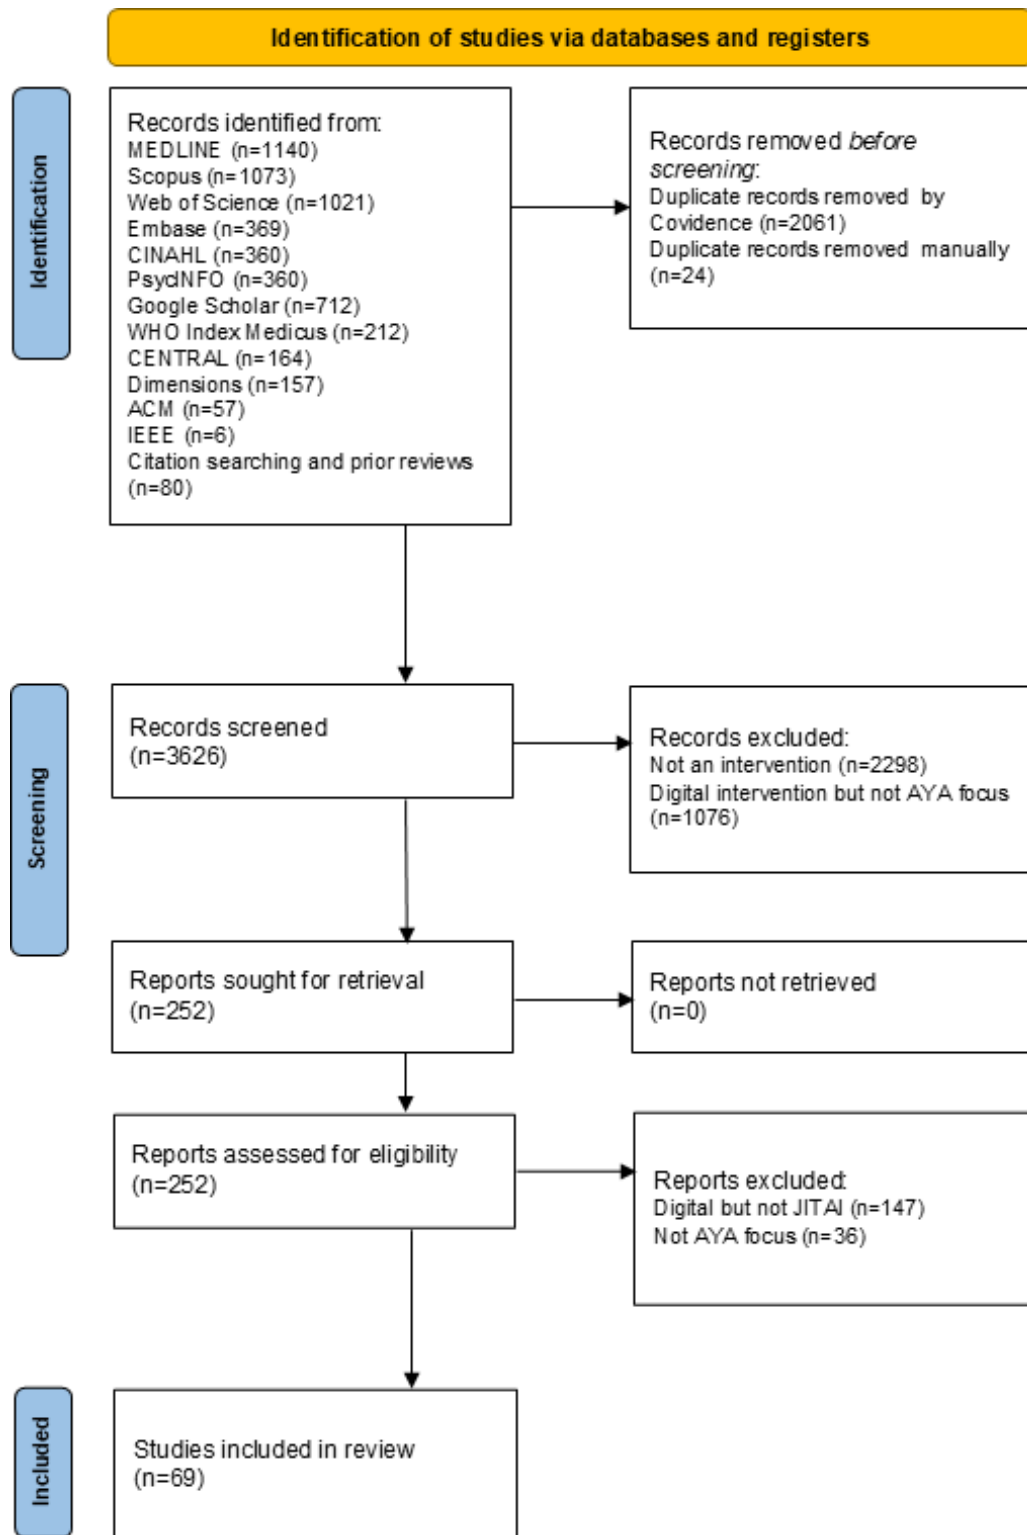 Identification of studies via databases and registers
Identification
Records identified from:
MEDLINE (n=1140)
Scopus (n=1073)
Web of Science (n=1021)
Embase (n=369)
CINAHL (n=360)
PsycINFO (n=360)
Google Scholar (n=712)
WHO Index Medicus (n=212)
CENTRAL (n=164)
Dimensions (n=157)
ACM (n=57)
IEEE (n=6)
Citation searching and prior reviews
(n=80)
Records removed before
screening:
Duplicate records removed by
Covidence (n=2061)
Duplicate records removed manually
(n=24)
Screening
Records screened
(n=3626)
Records excluded:
Not an intervention (n=2298)
Digital intervention but not AYA focus
(n=1076)
Reports sought for retrieval
(n=252)
Reports not retrieved
(n=0)
Reports assessed for eligibility
(n=252)
Reports excluded:
Digital but not JITAI (n=147)
Not AYA focus (n=36)
Included
Studies included in review
(n=69)